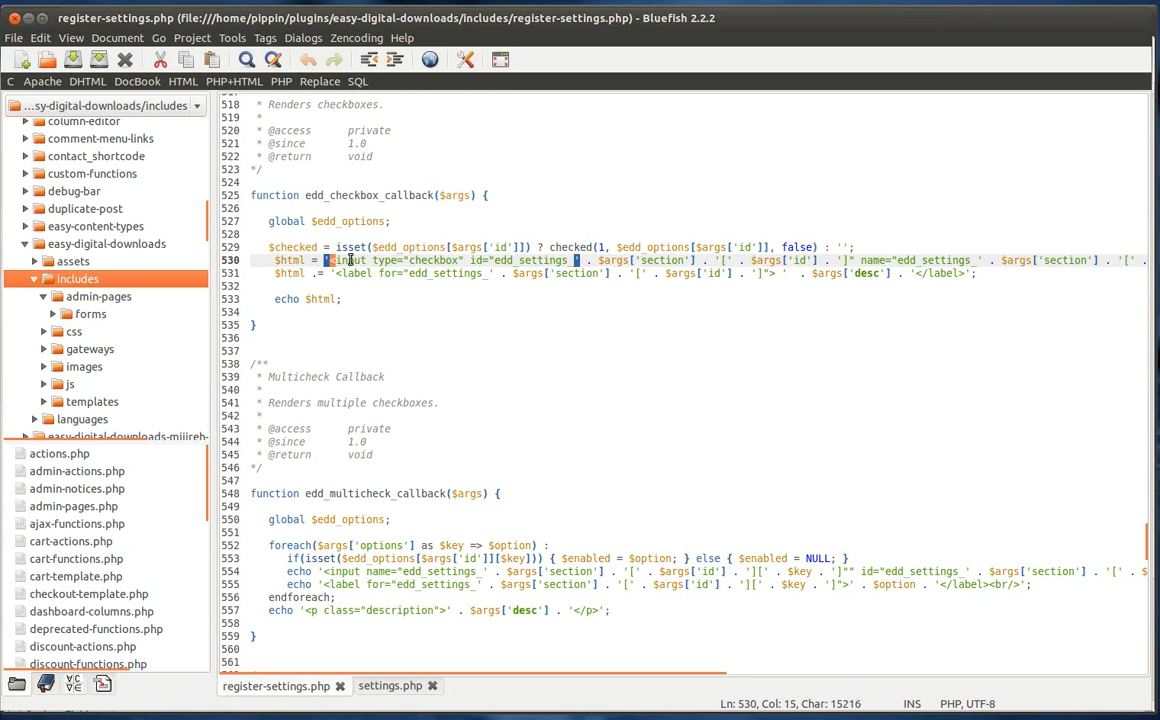 register-settings.php (file:///home/pippin/plugins/easy-digital-downloads/includes/register-settings.php) - Bluefish 2.2.2
File Edit View Document Go Project Tools Tags Dialogs Zencoding Help
C Apache DHTML DocBook HTML PHP+HTML PHP Replace SQL
...sy-digital-downloads/includes
column-editor
comment-menu-links
contact_shortcode
custom-functions
debug-bar
duplicate-post
easy-content-types
easy-digital-downloads
assets
includes
admin-pages
forms
css
gateways
images
js
templates
languages
easy-digital-downloads-mijireh-
actions.php
admin-actions.php
admin-notices.php
admin-pages.php
ajax-functions.php
cart-actions.php
cart-functions.php
cart-template.php
checkout-template.php
dashboard-columns.php
deprecated-functions.php
discount-actions.php
discount-functions.php
518 * Renders checkboxes.
519 *
520 * @access private
521 * @since 1.0
522 * @return void
523 */
524
525 function edd_checkbox_callback($args) {
526
527 global $edd_options;
528
529 $checked = isset($edd_options[$args['id']]) ? checked(1, $edd_options[$args['id']], false) : '';
530 $html = '<input type="checkbox" id="edd_settings_' . $args['section'] . '[' . $args['id'] . ']" name="edd_settings_' . $args['section'] . '[' .
531 $html .= '<label for="edd_settings_' . $args['section'] . '[' . $args['id'] . ']"> ' . $args['desc'] . '</label>';
532
533 echo $html;
534
535 }
536
537
538 /**
539 * Multicheck Callback
540 *
541 * Renders multiple checkboxes.
542 *
543 * @access private
544 * @since 1.0
545 * @return void
546 */
547
548 function edd_multicheck_callback($args) {
549
550 global $edd_options;
551
552 foreach($args['options'] as $key => $option) :
553 if(isset($edd_options[$args['id']][$key])) { $enabled = $option; } else { $enabled = NULL; }
554 echo '<input name="edd_settings_' . $args['section'] . '[' . $args['id'] . '][' . $key . ']"" id="edd_settings_' . $args['section'] . '[' . $
555 echo '<label for="edd_settings_' . $args['section'] . '[' . $args['id'] . '][' . $key . ']">' . $option . '</label><br/>';
556 endforeach;
557 echo '<p class="description">' . $args['desc'] . '</p>';
558
559 }
560
561
register-settings.php settings.php
Ln: 530, Col: 15, Char: 15216 INS PHP, UTF-8